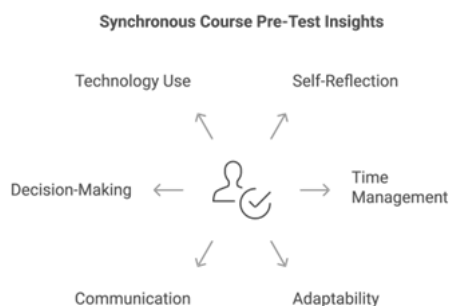 Synchronous Course Pre-Test Insights
Technology Use
Self-Reflection
Decision-Making
Time
Management
Communication
Adaptability